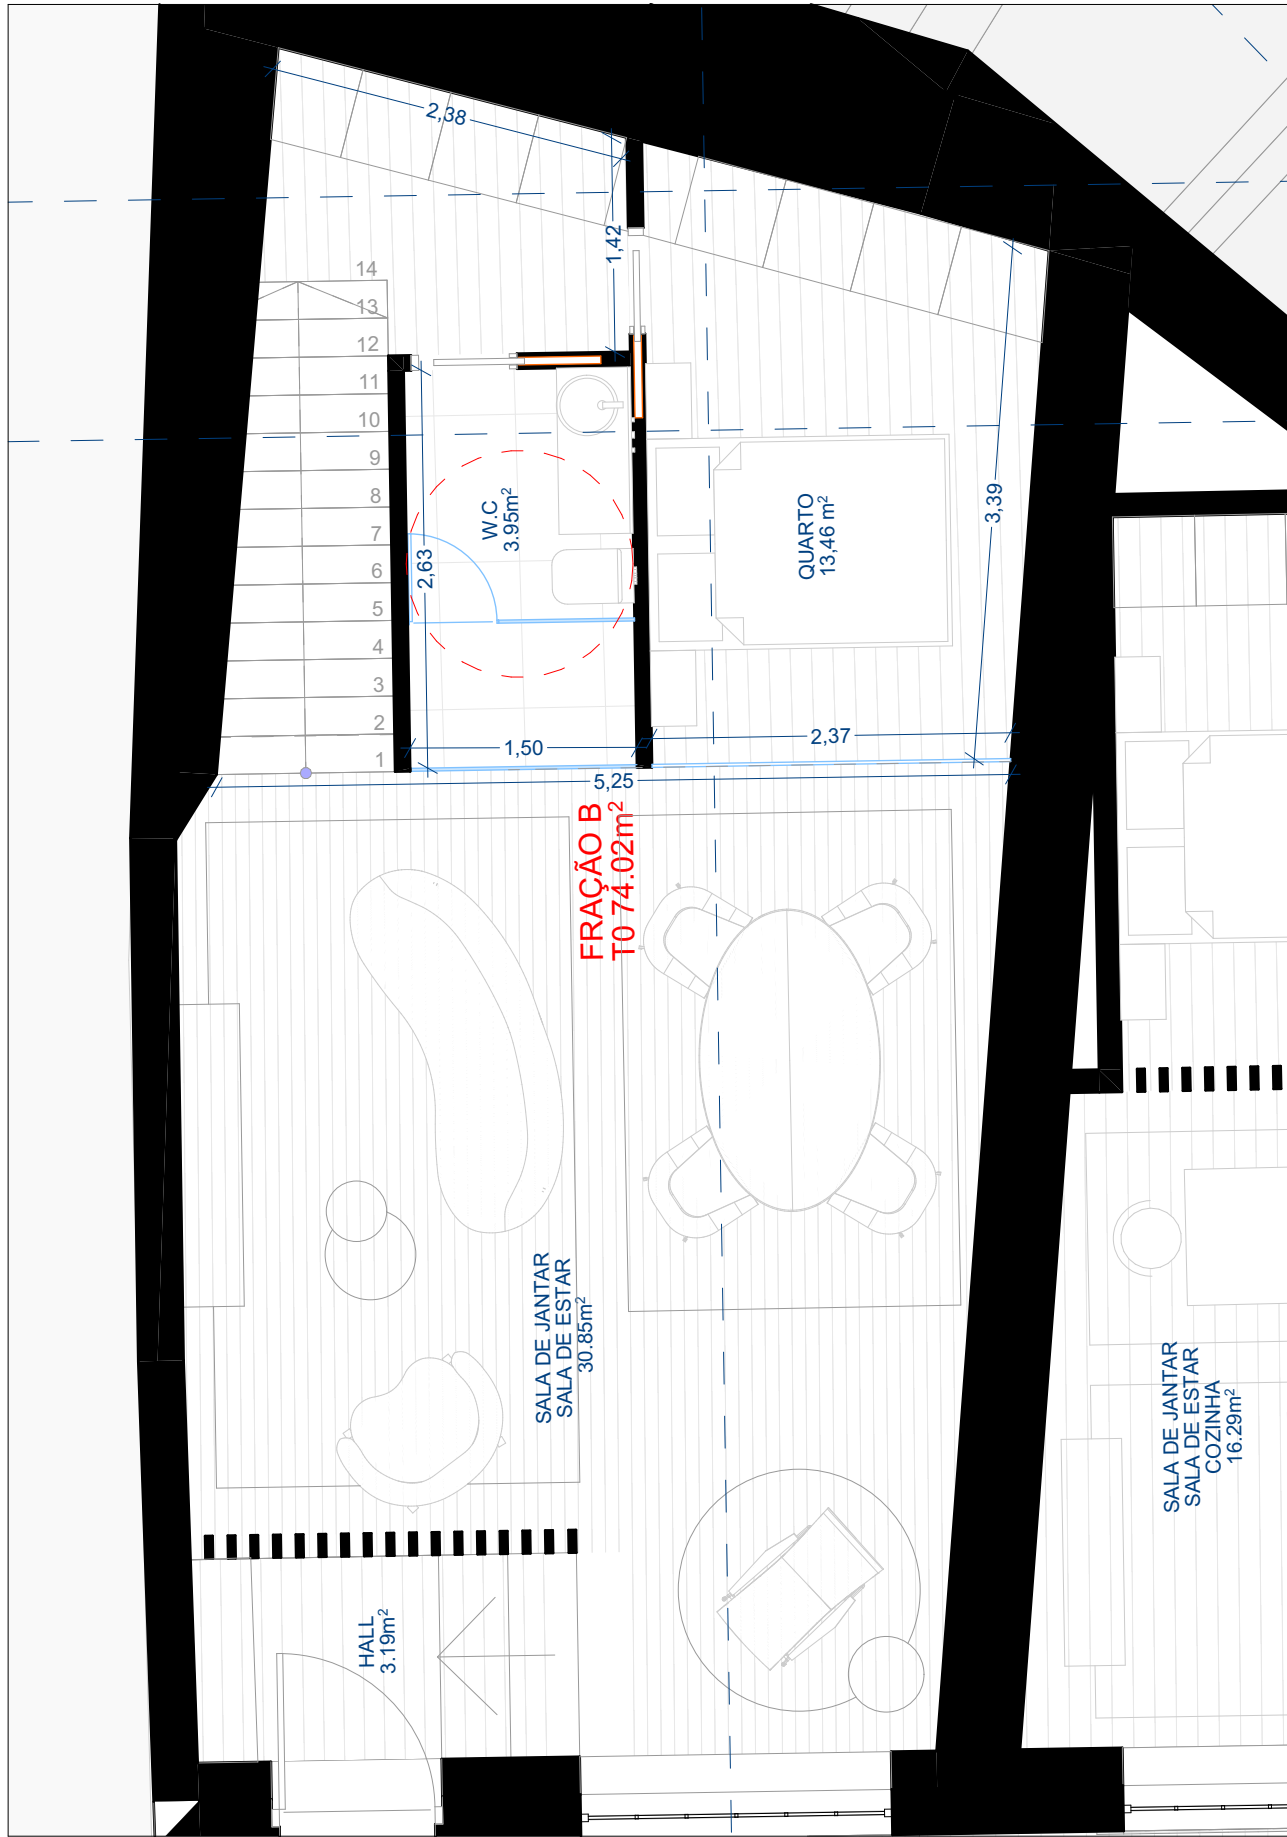 2,38
1,42
14
13
12
11
10
9
8
7
6
5
4
3
2
1
W.C
3.95m²
2,63
QUARTO
13,46 m²
3,39
1,50
2,37
5,25
FRAÇÃO B
T0 74.02m²
SALA DE JANTAR
SALA DE ESTAR
30.85m²
SALA DE JANTAR
SALA DE ESTAR
COZINHA
16.29m²
HALL
3.19m²